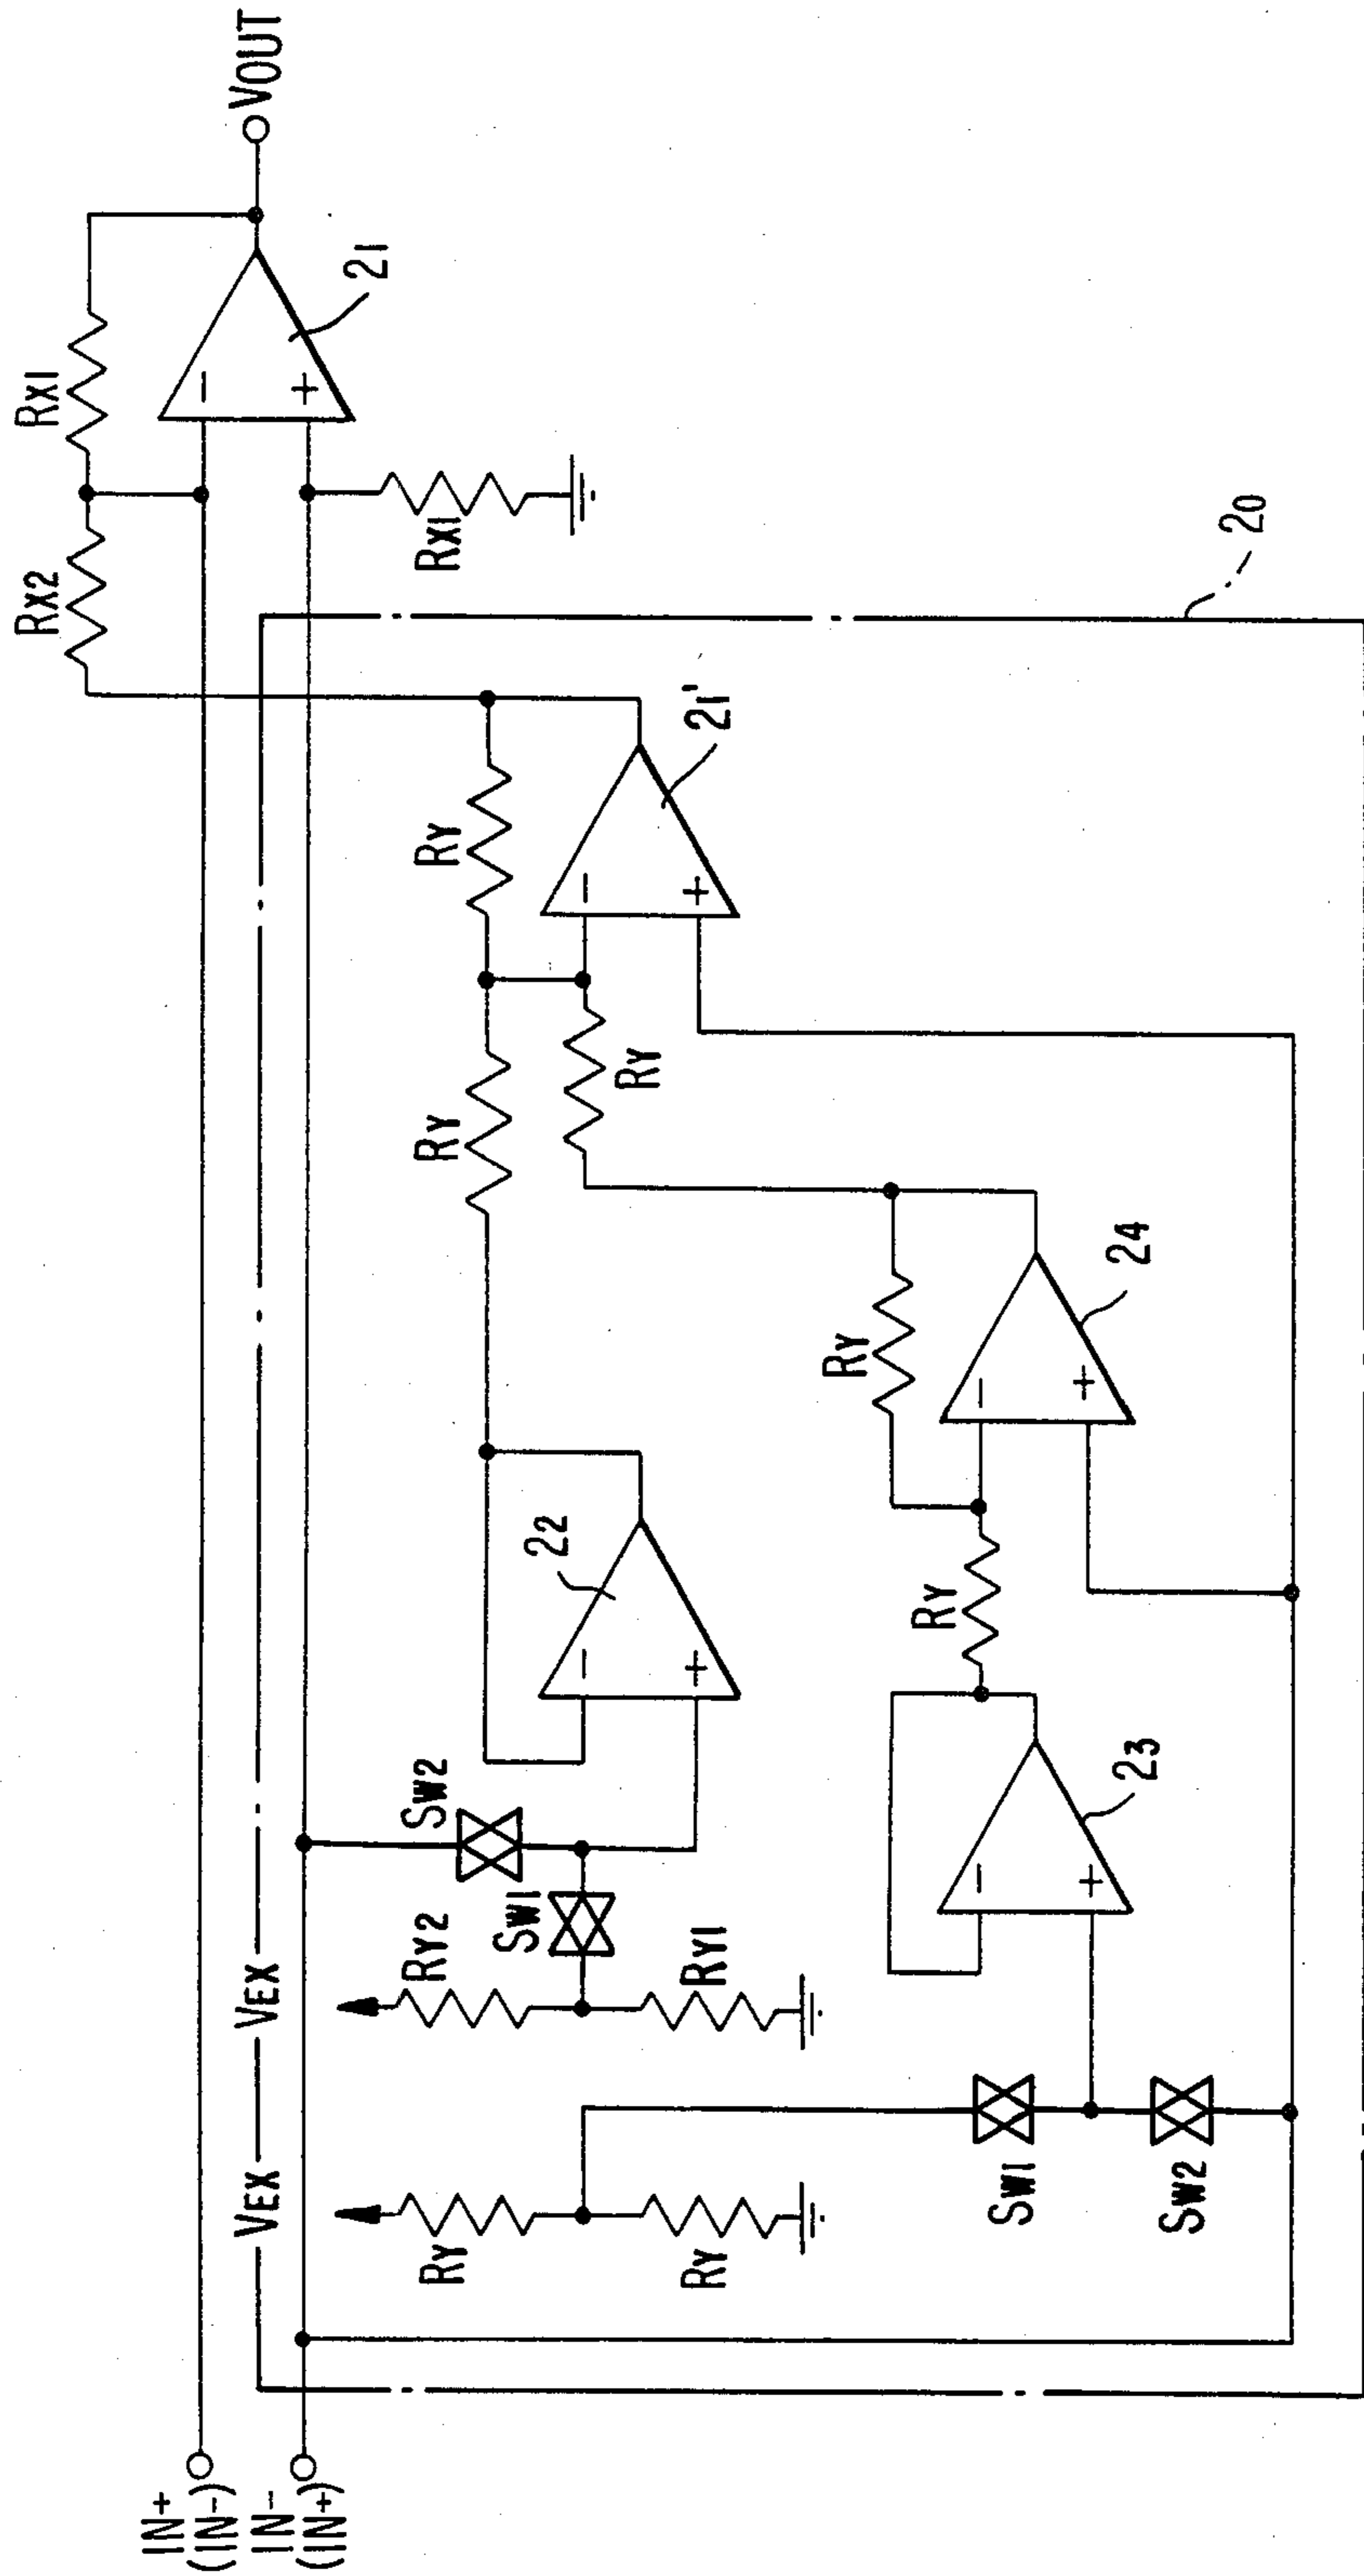 IN+
(IN-)
IN-
(IN+)
VEX
VEX
RY
RY
RY2
RY1
SW1
SW2
SW1
SW2
22
23
RY
RY
24
RY
RY
RY
21'
20
RX2
RX1
RX1
21
VOUT